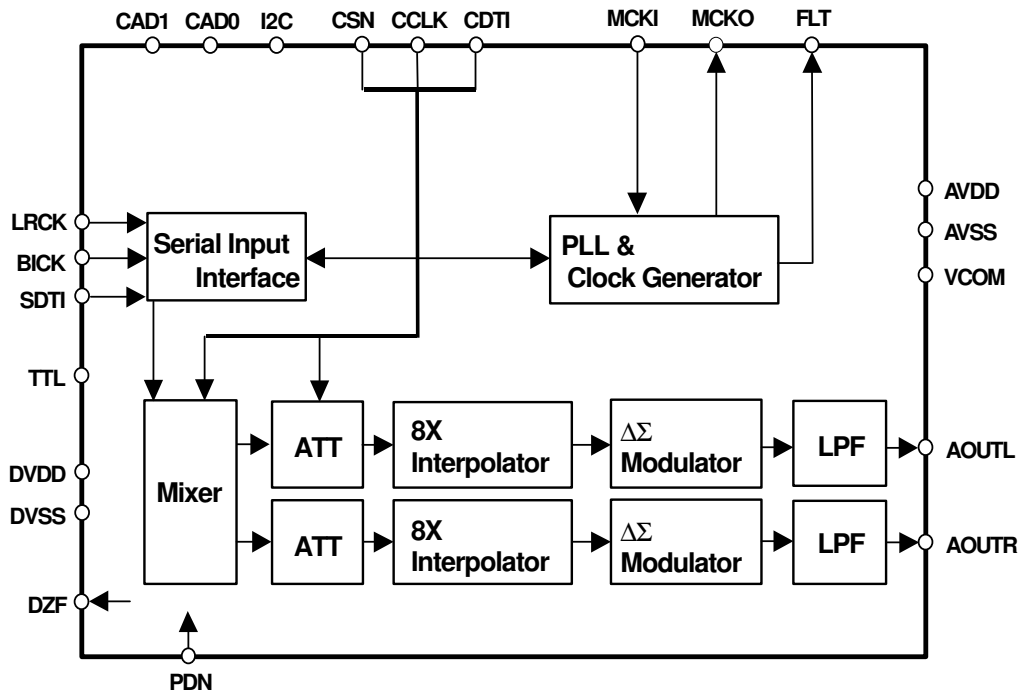 CAD1 CAD0 I2C CSN CCLK CDTI MCKI MCKO FLT
LRCK
BICK
SDTI
TTL
DVDD
DVSS
DZF
PDN
Serial Input
Interface
PLL &
Clock Generator
AVDD
AVSS
VCOM
Mixer
ATT
8X
Interpolator
ΔΣ
Modulator
LPF
AOUTL
ATT
8X
Interpolator
ΔΣ
Modulator
LPF
AOUTR